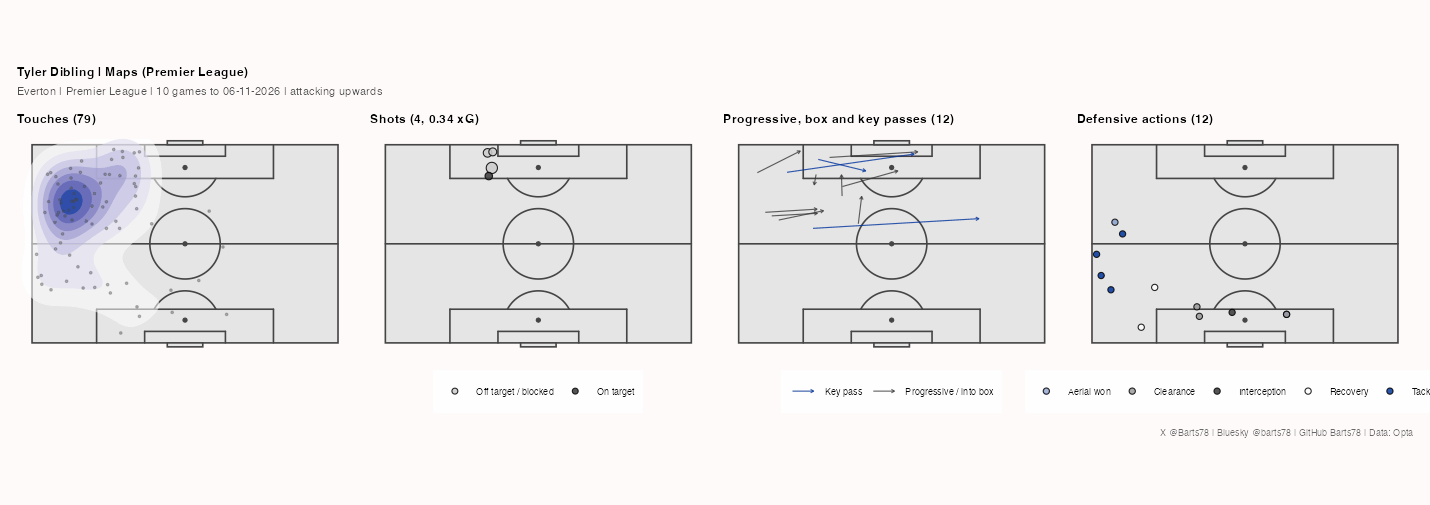 Tyler Dibling | Maps (Premier League)
Everton | Premier League | 10 games to 06-11-2026 | attacking upwards
Touches (79)
Shots (4, 0.34 xG)
Progressive, box and key passes (12)
Defensive actions (12)
Off target / blocked
On target
Key pass
Progressive / into box
Aerial won
Clearance
Interception
Recovery
Tack
X @Barts78 | Bluesky @barts78 | GitHub Barts78 | Data: Opta